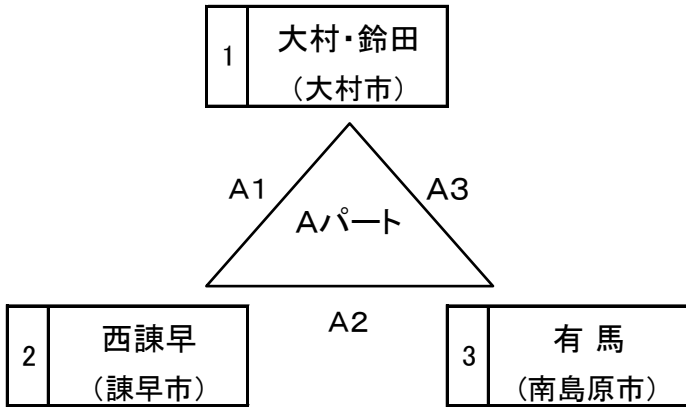 1
大村・鈴田
（大村市）
A1
A3
Aパート
A2
2
西諫早
（諫早市）
3
有 馬
（南島原市）